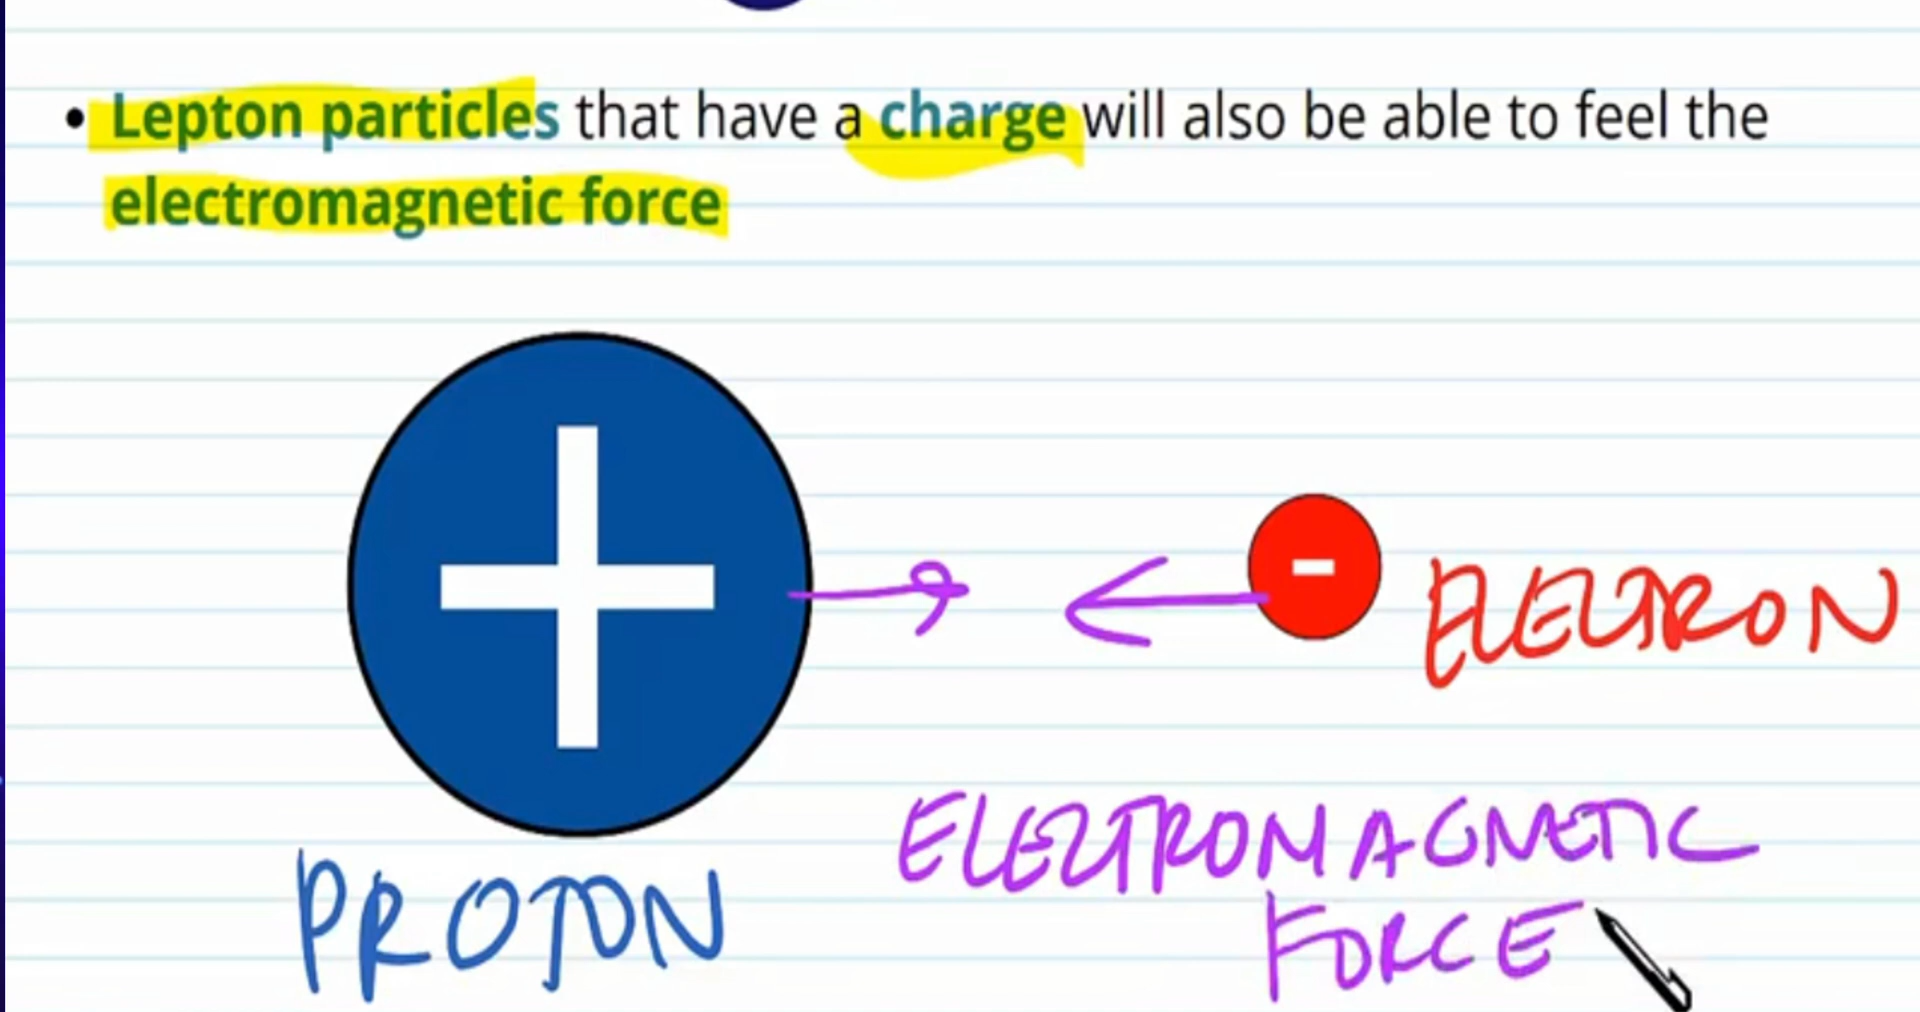 • Lepton particles that have a charge will also be able to feel the
electromagnetic force
+
-
ELECTRON
PROTON
ELECTROMAGNETIC
FORCE